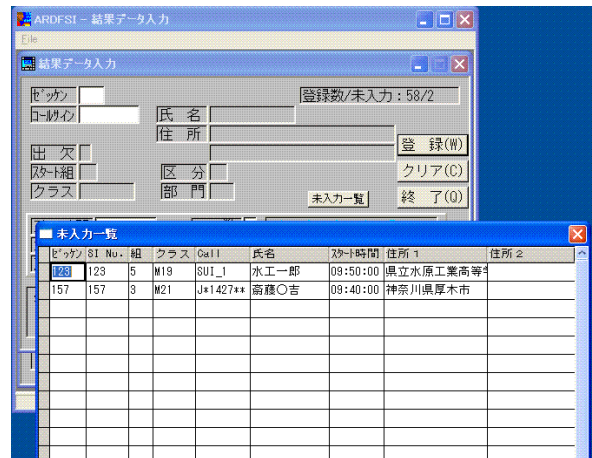 ARDFSI - 結果データ入力
File
結果データ入力
ｾﾞｯｹﾝ
登録数/未入力 : 58/2
ｺｰﾙｻｲﾝ
氏 名
住 所
登 録(W)
出 欠
ｽﾀｰﾄ組
区 分
クリア(C)
クラス
部 門
未入力一覧
終 了(Q)
未入力一覧
ｾﾞｯｹﾝ SI No. 組 クラス Call 氏名 ｽﾀｰﾄ時間 住所１ 住所２
123 123 5 M19 SUI_1 水工一郎 09:50:00 県立水原工業高等
157 157 3 M21 J*1427** 斎藤〇吉 09:40:00 神奈川県厚木市